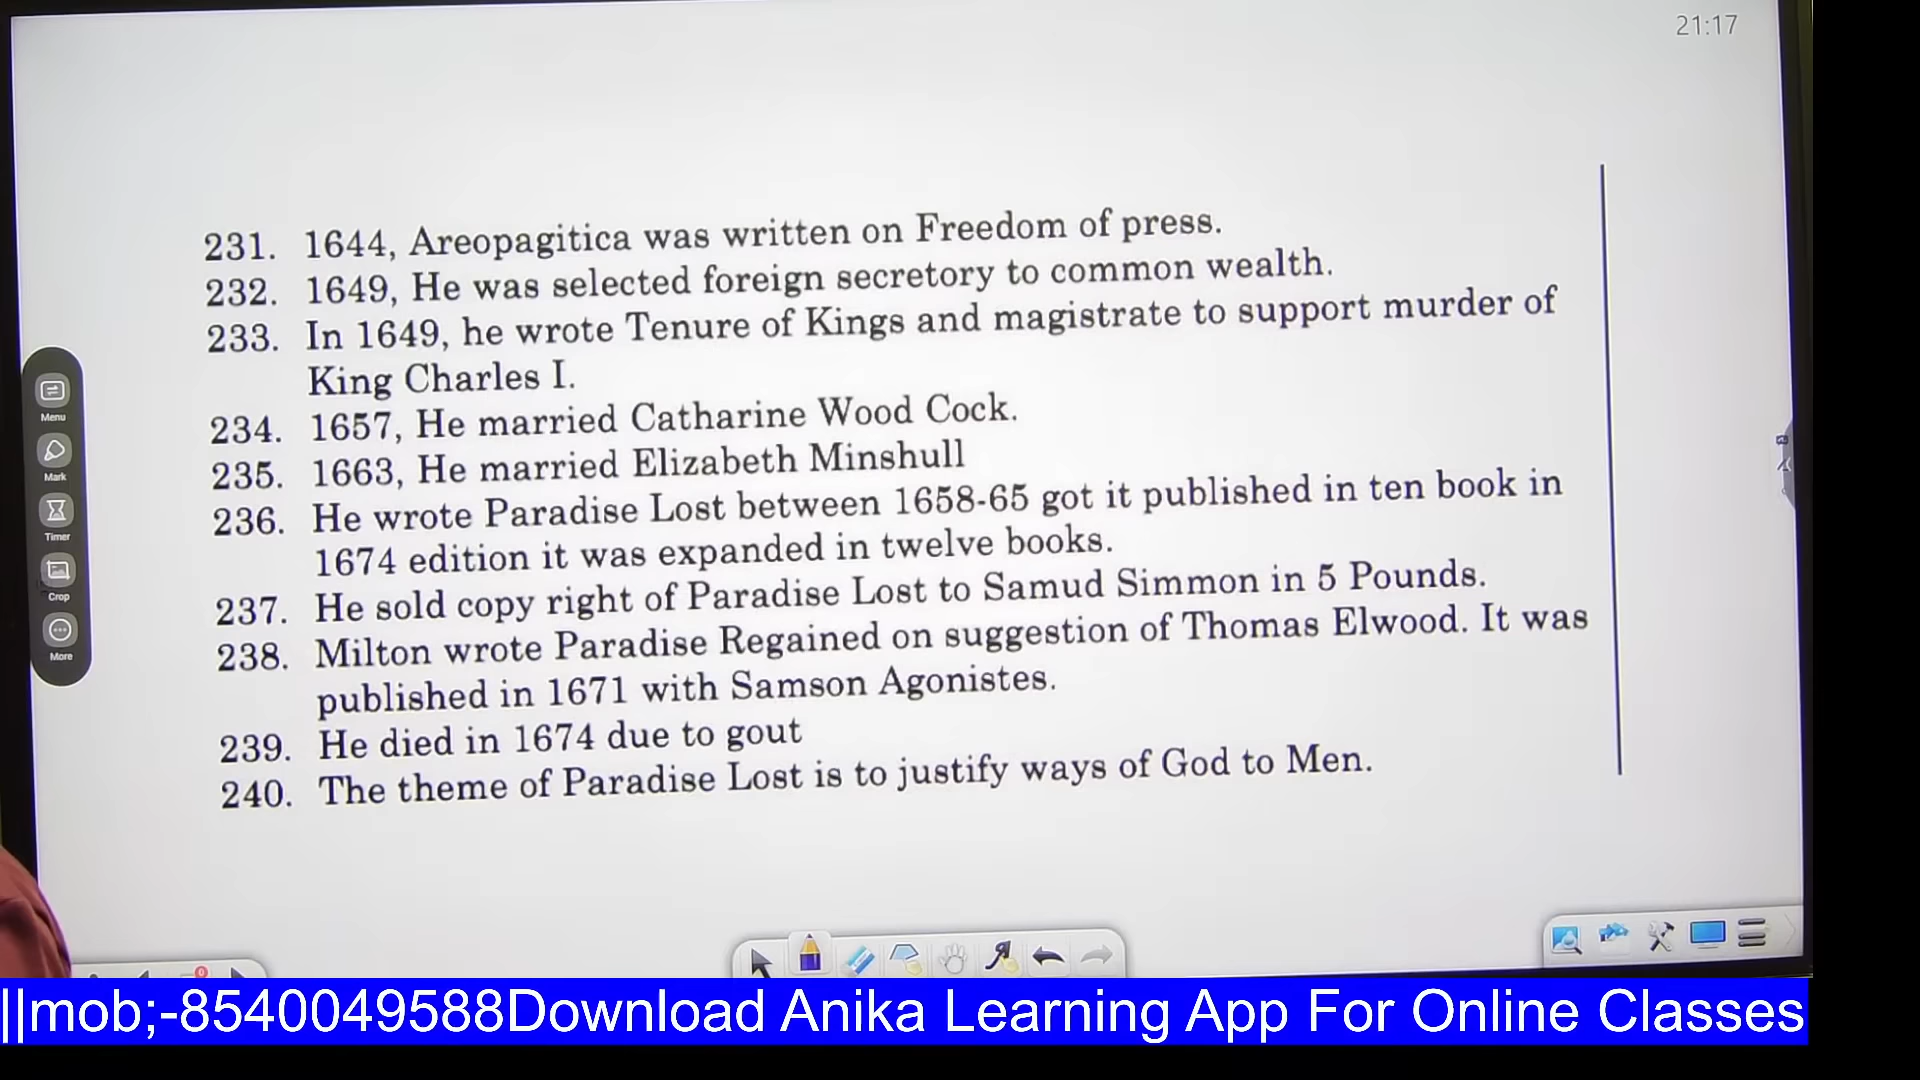 21:17
231. 1644, Areopagitica was written on Freedom of press.
232. 1649, He was selected foreign secretory to common wealth.
233. In 1649, he wrote Tenure of Kings and magistrate to support murder of
King Charles I.
234. 1657, He married Catharine Wood Cock.
235. 1663, He married Elizabeth Minshull
236. He wrote Paradise Lost between 1658-65 got it published in ten book in
1674 edition it was expanded in twelve books.
237. He sold copy right of Paradise Lost to Samud Simmon in 5 Pounds.
238. Milton wrote Paradise Regained on suggestion of Thomas Elwood. It was
published in 1671 with Samson Agonistes.
239. He died in 1674 due to gout
240. The theme of Paradise Lost is to justify ways of God to Men.
Menu
Mark
Timer
Crop
More
0
||mob;-8540049588Download Anika Learning App For Online Classes